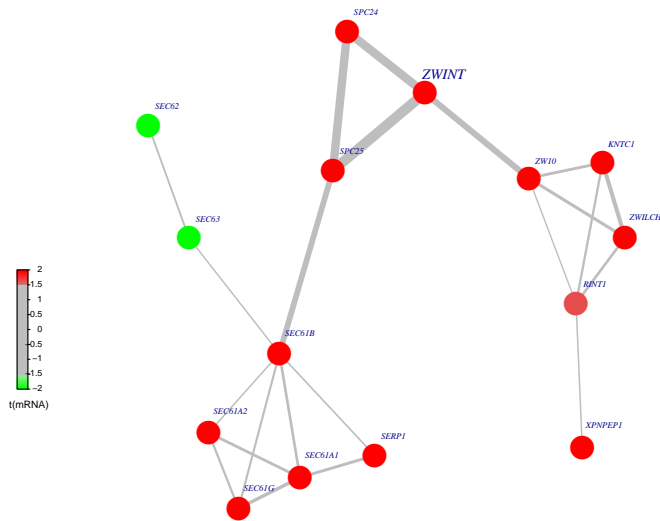 SPC24
ZWINT
SEC62
SPC25
KNTC1
ZW10
ZWILCH
SEC63
RINT1
2
1.5
1
0.5
0
−0.5
−1
−1.5
−2
t(mRNA)
SEC61B
SEC61A2
SERP1
XPNPEP1
SEC61A1
SEC61G